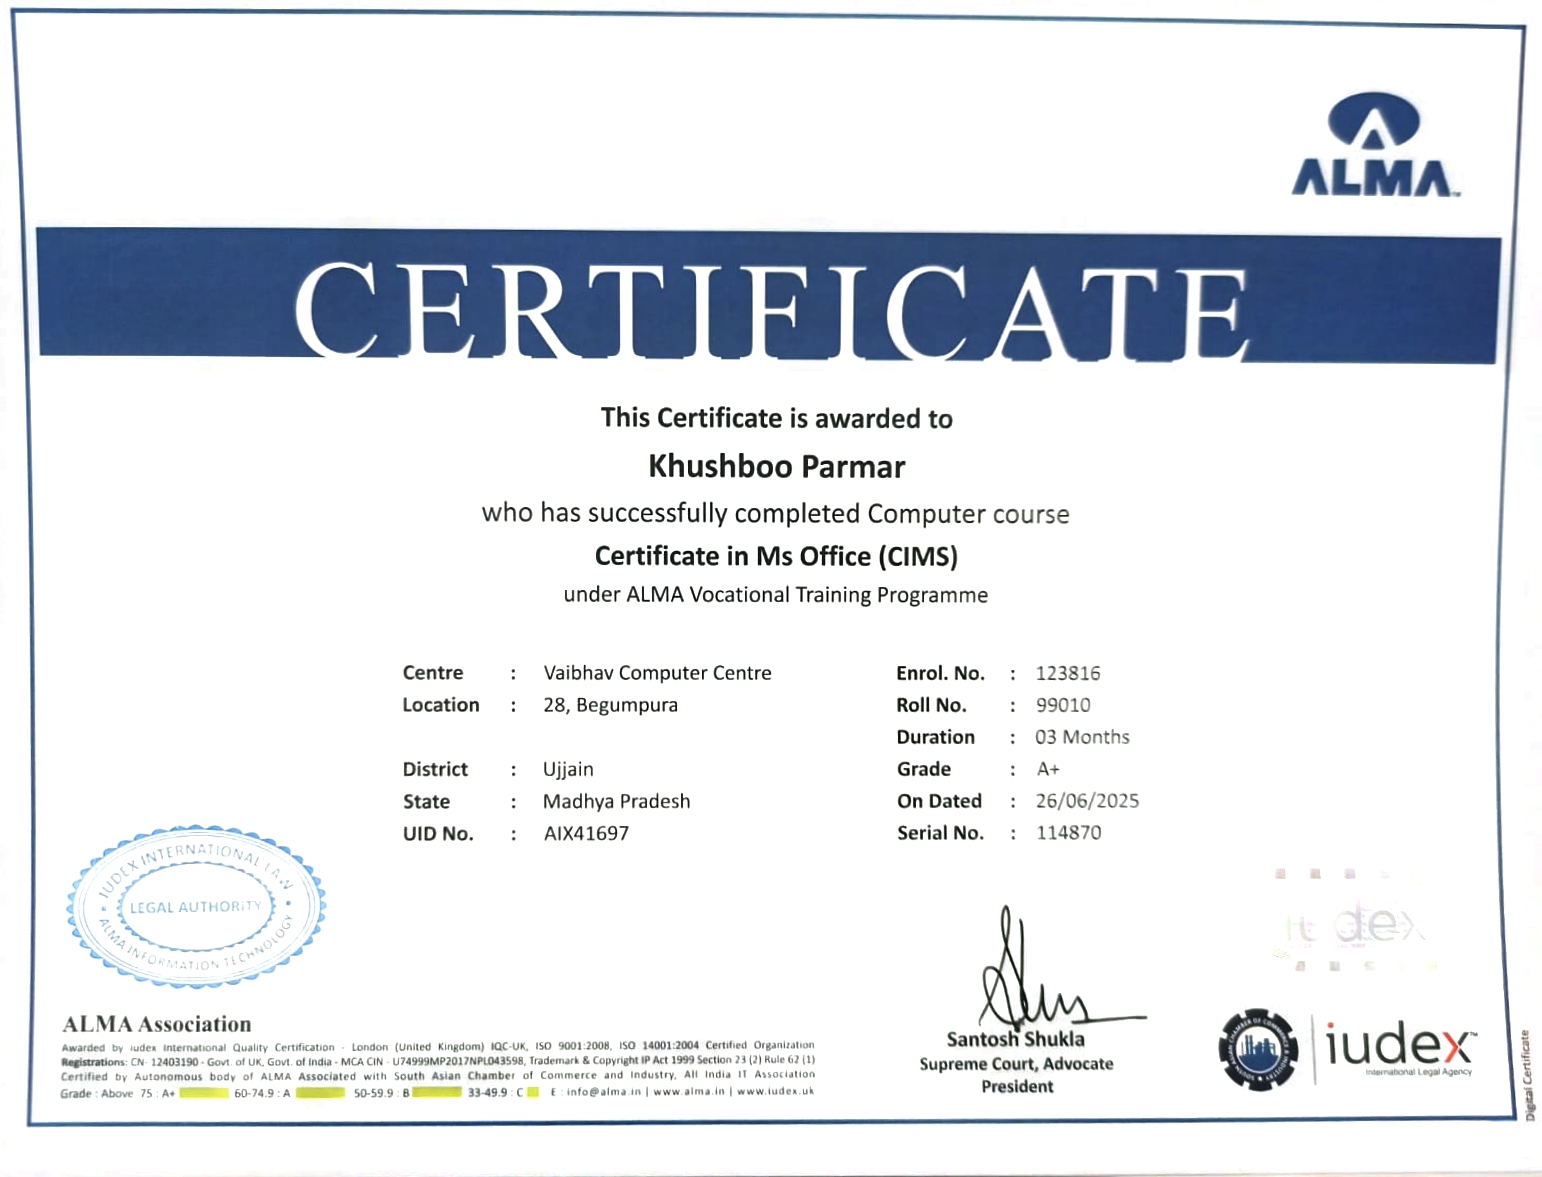 ALMA
CERTIFICATE
This Certificate is awarded to
Khushboo Parmar
who has successfully completed Computer course
Certificate in Ms Office (CIMS)
under ALMA Vocational Training Programme
Centre : Vaibhav Computer Centre
Location : 28, Begumpura
District : Ujjain
State : Madhya Pradesh
UID No. : AIX41697
Enrol. No. : 123816
Roll No. : 99010
Duration : 03 Months
Grade : A+
On Dated : 26/06/2025
Serial No. : 114870
IUDEX INTERNATIONAL LAW
LEGAL AUTHORITY
ALMA INFORMATION TECHNOLOGY
iudex
Santosh Shukla
Supreme Court, Advocate
President
ALMA Association
Awarded by iudex International Quality Certification - London (United Kingdom) IQC-UK, ISO 9001:2008, ISO 14001:2004 Certified Organization
Registrations: CN- 12403190 - Govt. of UK, Govt. of India - MCA CIN - U74999MP2017NPL043598, Trademark & Copyright IP Act 1999 Section 23 (2) Rule 62 (1)
Certified by Autonomous body of ALMA Associated with South Asian Chamber of Commerce and Industry, All India IT Association
Grade : Above 75 : A+ 60-74.9 : A 50-59.9 : B 33-49.9 : C E : info@alma.in | www.alma.in | www.iudex.uk
SOUTH ASIAN CHAMBER OF COMMERCE & INDUSTRY
iudex™
International Legal Agency
Digital Certificate